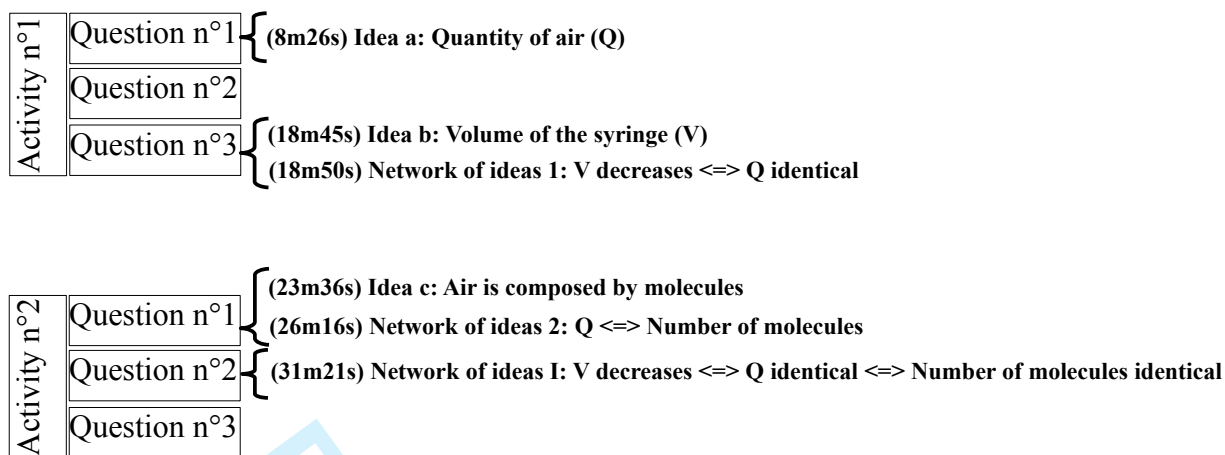 Activity n°1
Question n°1
(8m26s) Idea a: Quantity of air (Q)
Question n°2
Question n°3
(18m45s) Idea b: Volume of the syringe (V)
(18m50s) Network of ideas 1: V decreases <=> Q identical
Activity n°2
Question n°1
(23m36s) Idea c: Air is composed by molecules
(26m16s) Network of ideas 2: Q <=> Number of molecules
Question n°2
(31m21s) Network of ideas I: V decreases <=> Q identical <=> Number of molecules identical
Question n°3